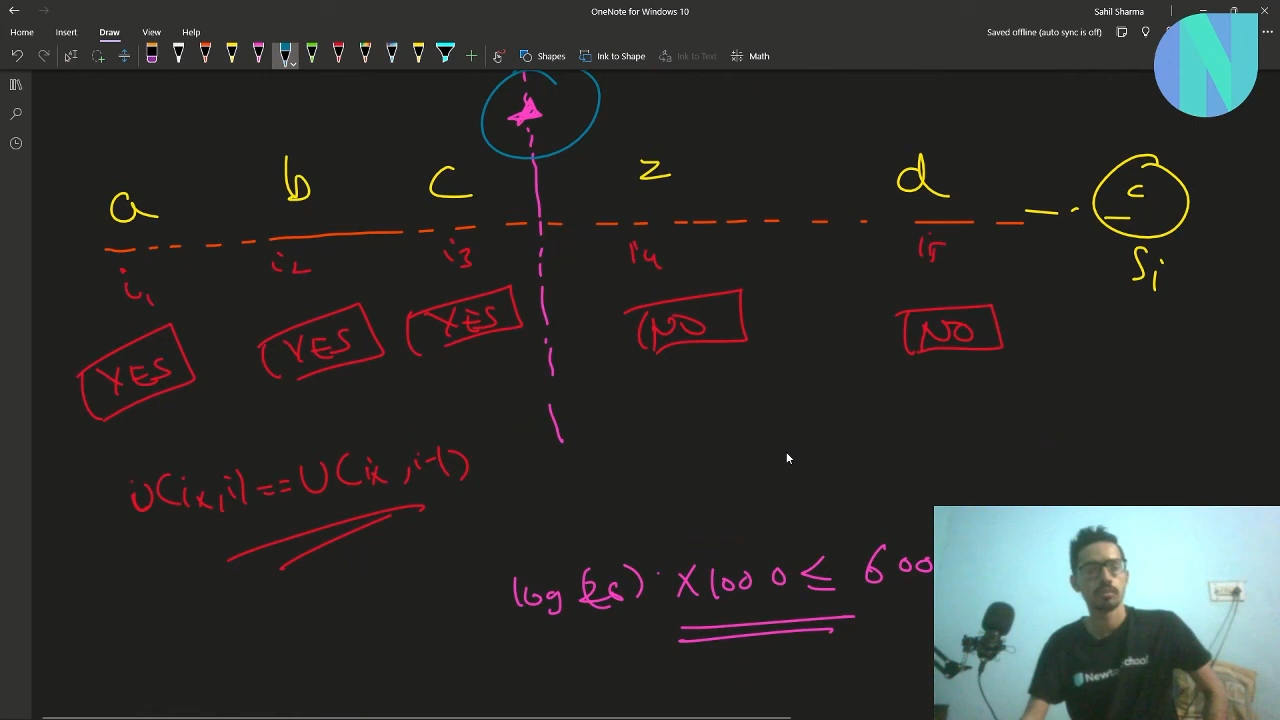 OneNote for Windows 10
Sahil Sharma
Home Insert Draw View Help
Saved offline (auto sync is off)
Shapes Ink to Shape Ink to Text Math
a b c z d c
i1 i2 i3 i4 i5 Si
YES YES YES NO NO
U(ix,i)==U(ix,i-1)
X1000 ≤ 600
log
N
School